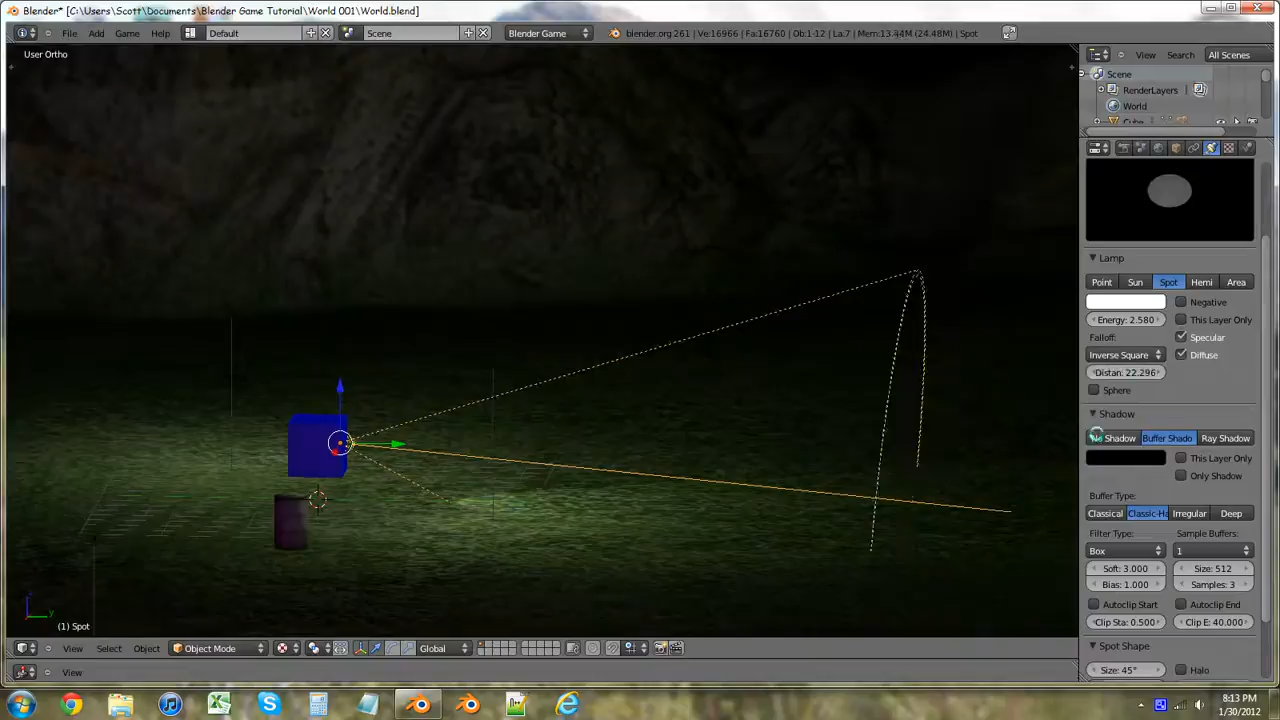 Blender* [C:\Users\Scott\Documents\Blender Game Tutorial\World 001\World.blend]
File Add Game Help Default Scene Blender Game blender.org 261 | Ve:16966 | Fa:16760 | Ob:1-12 | La:7 | Mem:13.44M (24.48M) | Spot
View Search All Scenes
User Ortho
Scene
RenderLayers
World
Cube
Lamp
Point Sun Spot Hemi Area
Negative
Energy: 2.580 This Layer Only
Falloff: Specular
Inverse Square Diffuse
Distan: 22.296
Sphere
Shadow
Shadow Buffer Shado Ray Shadow
This Layer Only
Only Shadow
Buffer Type:
Classical Classic-Ha Irregular Deep
Filter Type: Sample Buffers:
Box 1
Soft: 3.000 Size: 512
Bias: 1.000 Samples: 3
Autoclip Start Autoclip End
Clip Sta: 0.500 Clip E: 40.000
Spot Shape
Size: 45° Halo
(1) Spot
View Select Object Object Mode Global
View
8:13 PM
1/30/2012